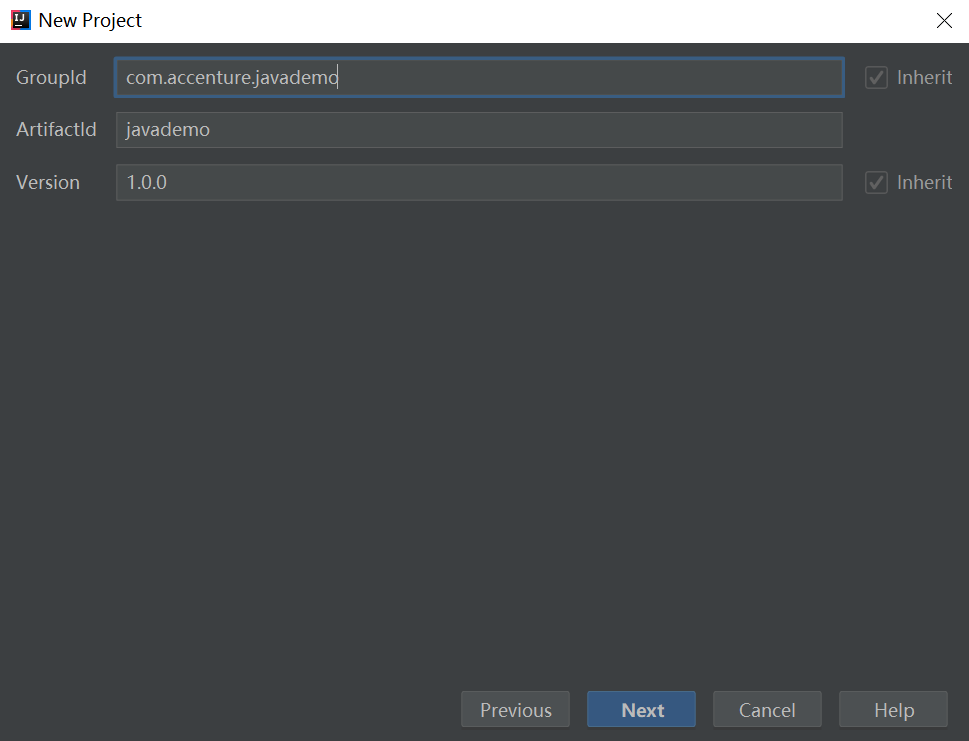 New Project
GroupId com.accenture.javademo Inherit
ArtifactId javademo
Version 1.0.0 Inherit
Previous Next Cancel Help